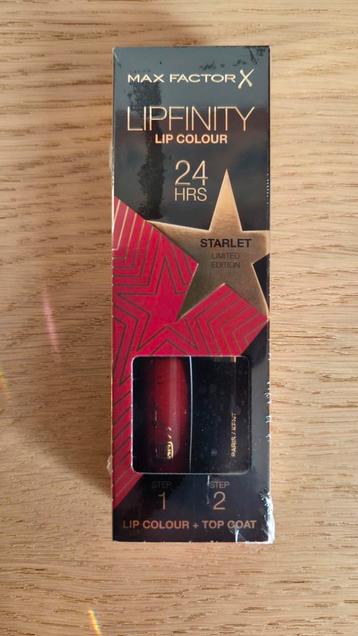 MAX FACTOR X
LIPFINITY
LIP COLOUR
24
HRS
STARLET
LIMITED
EDITION
STEP
1
STEP
2
LIP COLOUR + TOP COAT